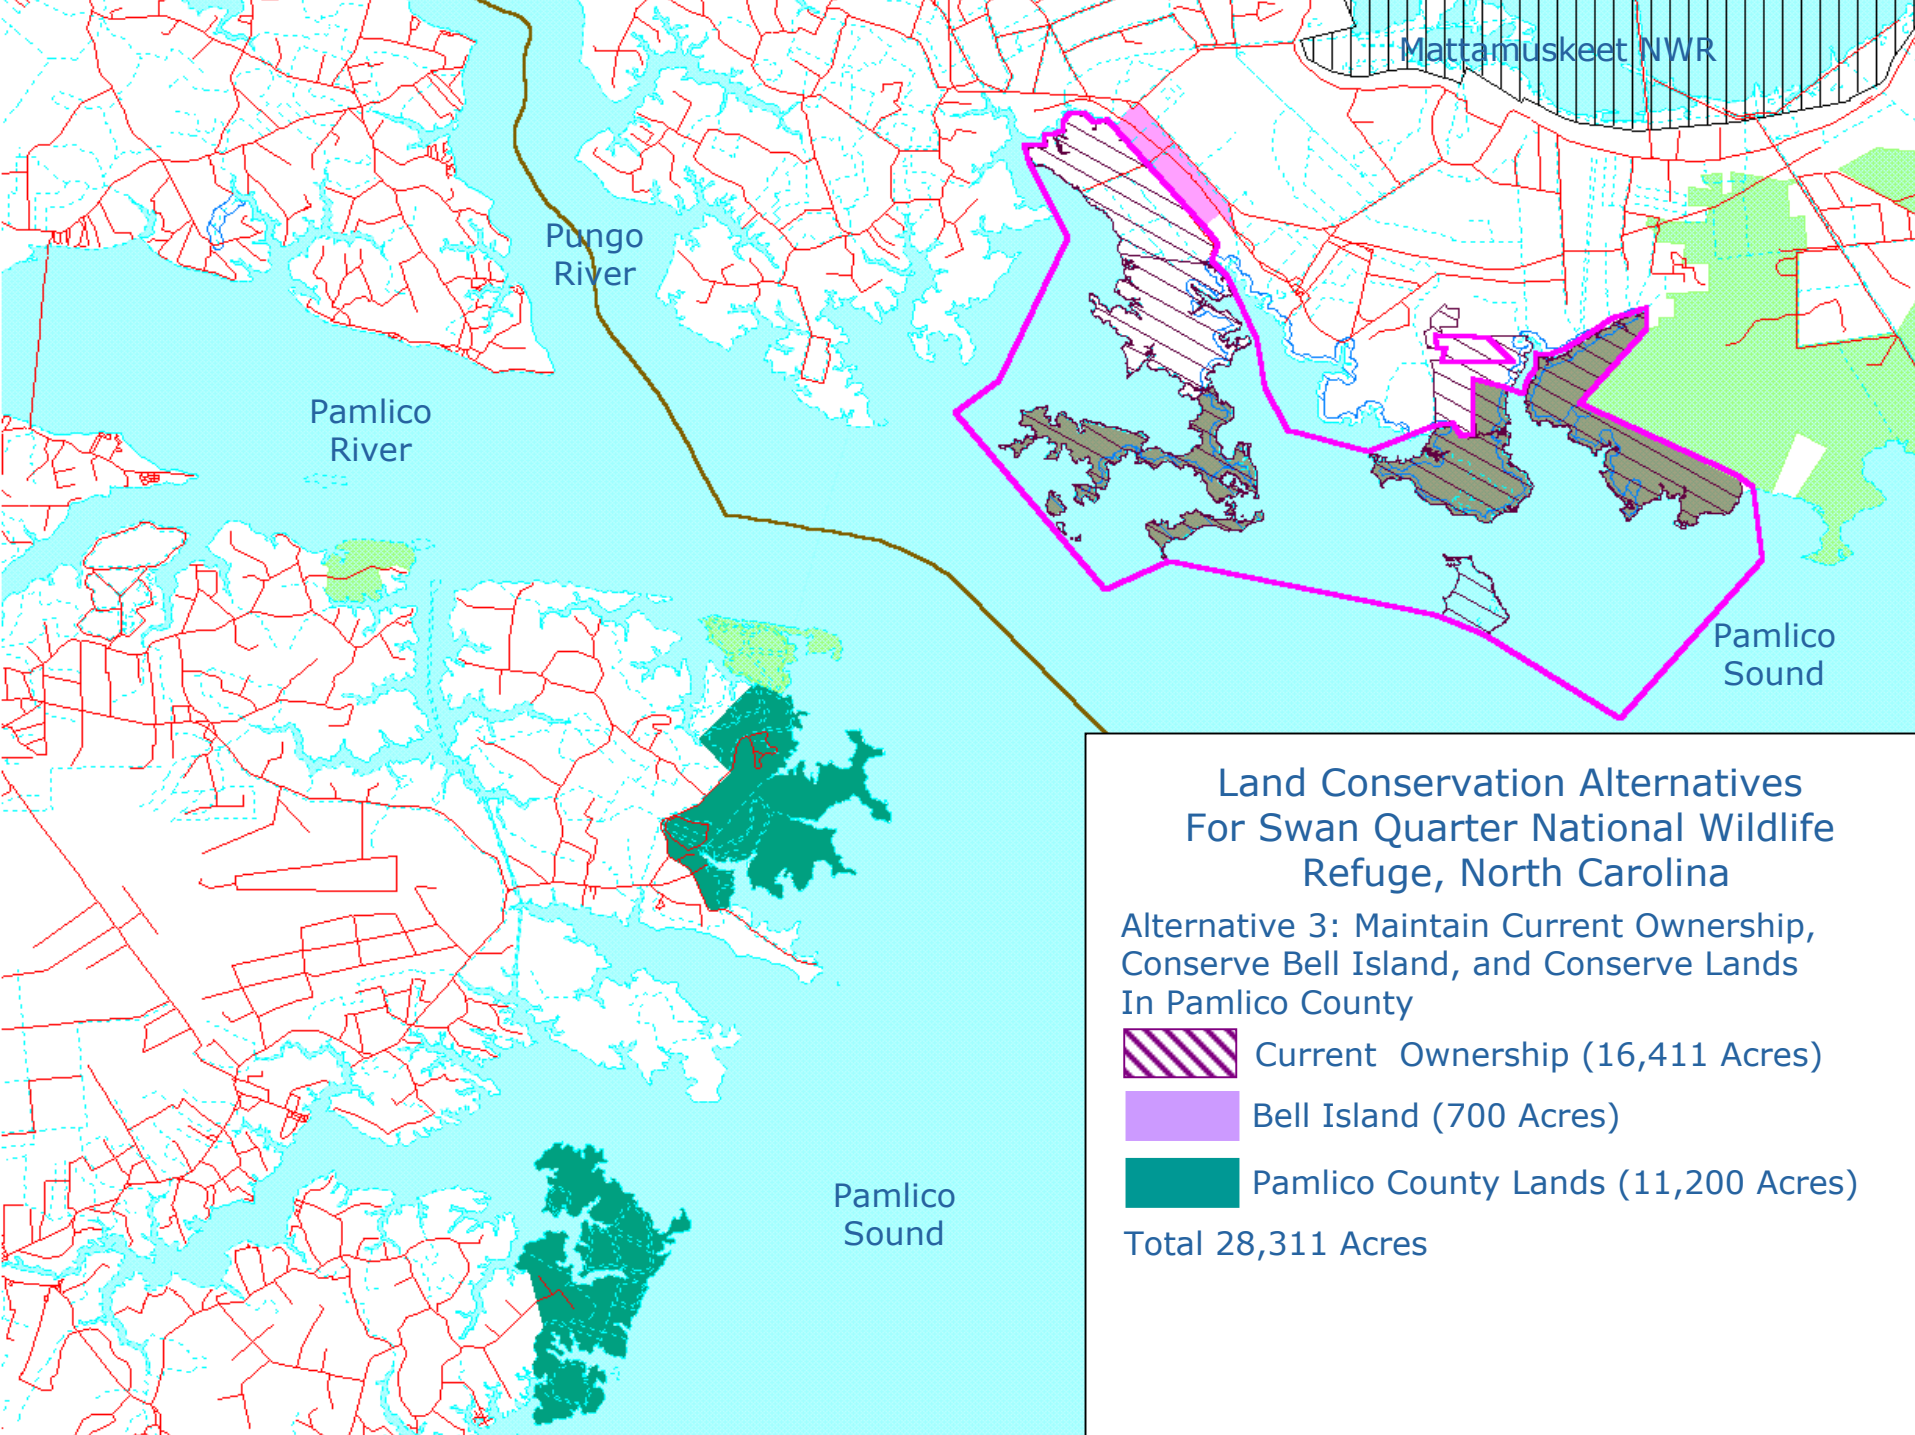 Mattamuskeet NWR
Pungo
River
Pamlico
River
Pamlico
Sound
Land Conservation Alternatives
For Swan Quarter National Wildlife
Refuge, North Carolina
Alternative 3: Maintain Current Ownership,
Conserve Bell Island, and Conserve Lands
In Pamlico County
Current Ownership (16,411 Acres)
Bell Island (700 Acres)
Pamlico County Lands (11,200 Acres)
Total 28,311 Acres
Pamlico
Sound